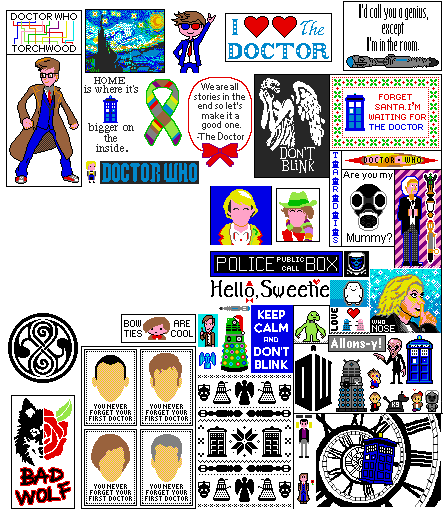 DOCTOR WHO
TORCHWOOD
I
The
DOCTOR
I'd call you a genius,
except
I'm in the room.
HOME
is where it's
bigger on
the
inside.
We are all
stories in the
end so let's
make it a
good one.
-The Doctor
DON'T
BLINK
FORGET
SANTA,I'M
WAITING FOR
THE DOCTOR
DOCTOR WHO
DOCTOR WHO
TARDIS
Are you my
Mummy?
POLICE PUBLIC CALL BOX
Hello, Sweetie
BOW TIES ARE COOL
KEEP
CALM
AND
DON'T
BLINK
LOVE
WHO
NOSE
Allons-y!
DW
K9
YOU NEVER
FORGET YOUR
FIRST DOCTOR
YOU NEVER
FORGET YOUR
FIRST DOCTOR
YOU NEVER
FORGET YOUR
FIRST DOCTOR
YOU NEVER
FORGET YOUR
FIRST DOCTOR
BAD
WOLF